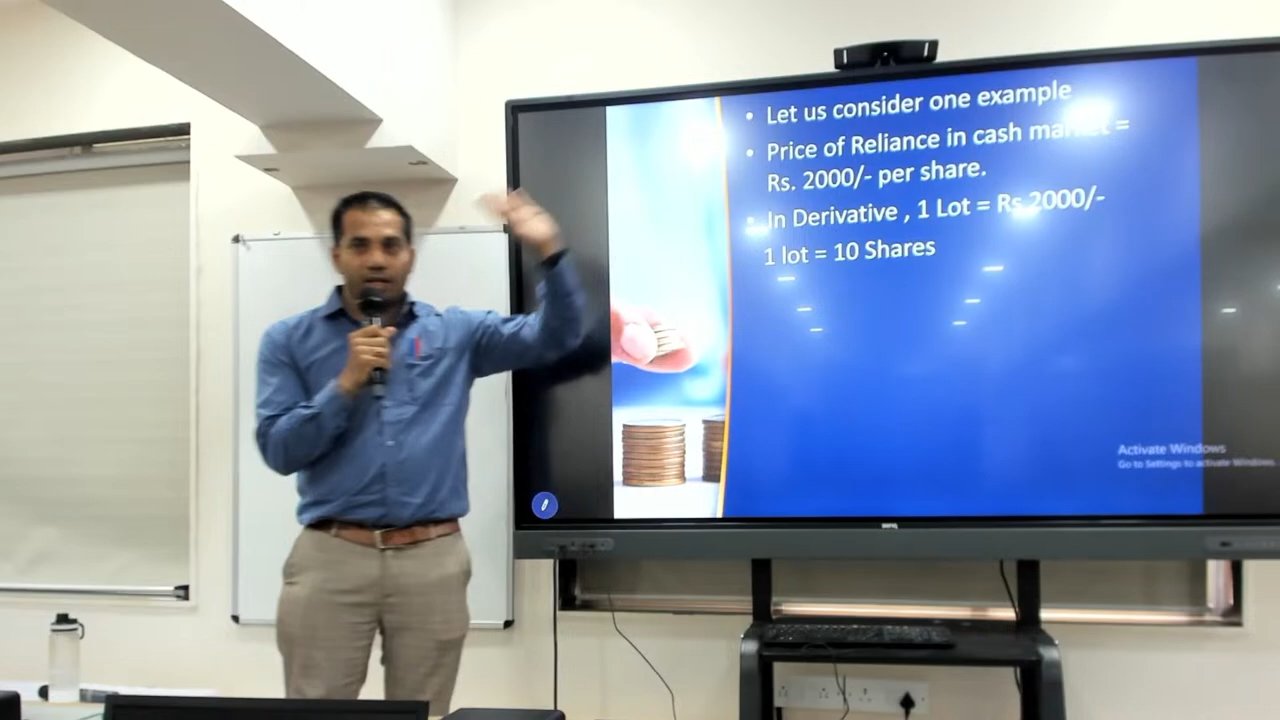 • Let us consider one example
• Price of Reliance in cash market =
Rs. 2000/- per share.
• In Derivative , 1 Lot = Rs 2000/-
1 lot = 10 Shares
Activate Windows
Go to Settings to activate Windows.
BenQ